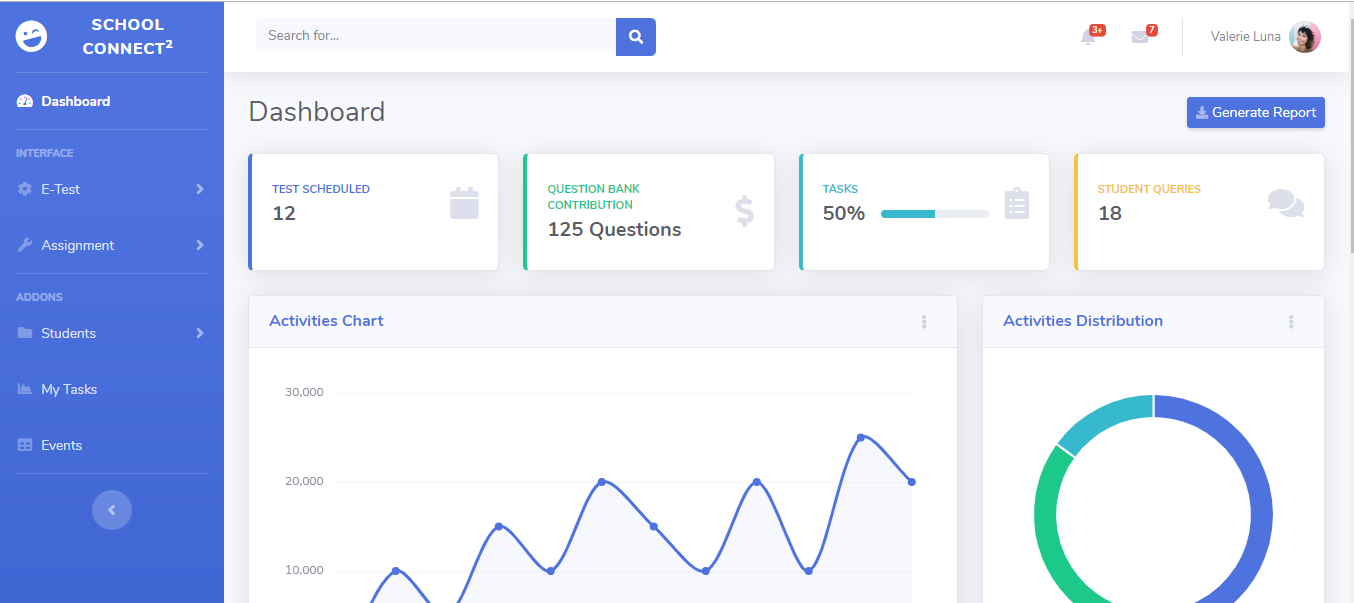 SCHOOL
CONNECT²
Dashboard
INTERFACE
E-Test
Assignment
ADDONS
Students
My Tasks
Events
Search for...
3+
7
Valerie Luna
Dashboard
Generate Report
TEST SCHEDULED
12
QUESTION BANK
CONTRIBUTION
125 Questions
TASKS
50%
STUDENT QUERIES
18
Activities Chart
30,000
20,000
10,000
Activities Distribution